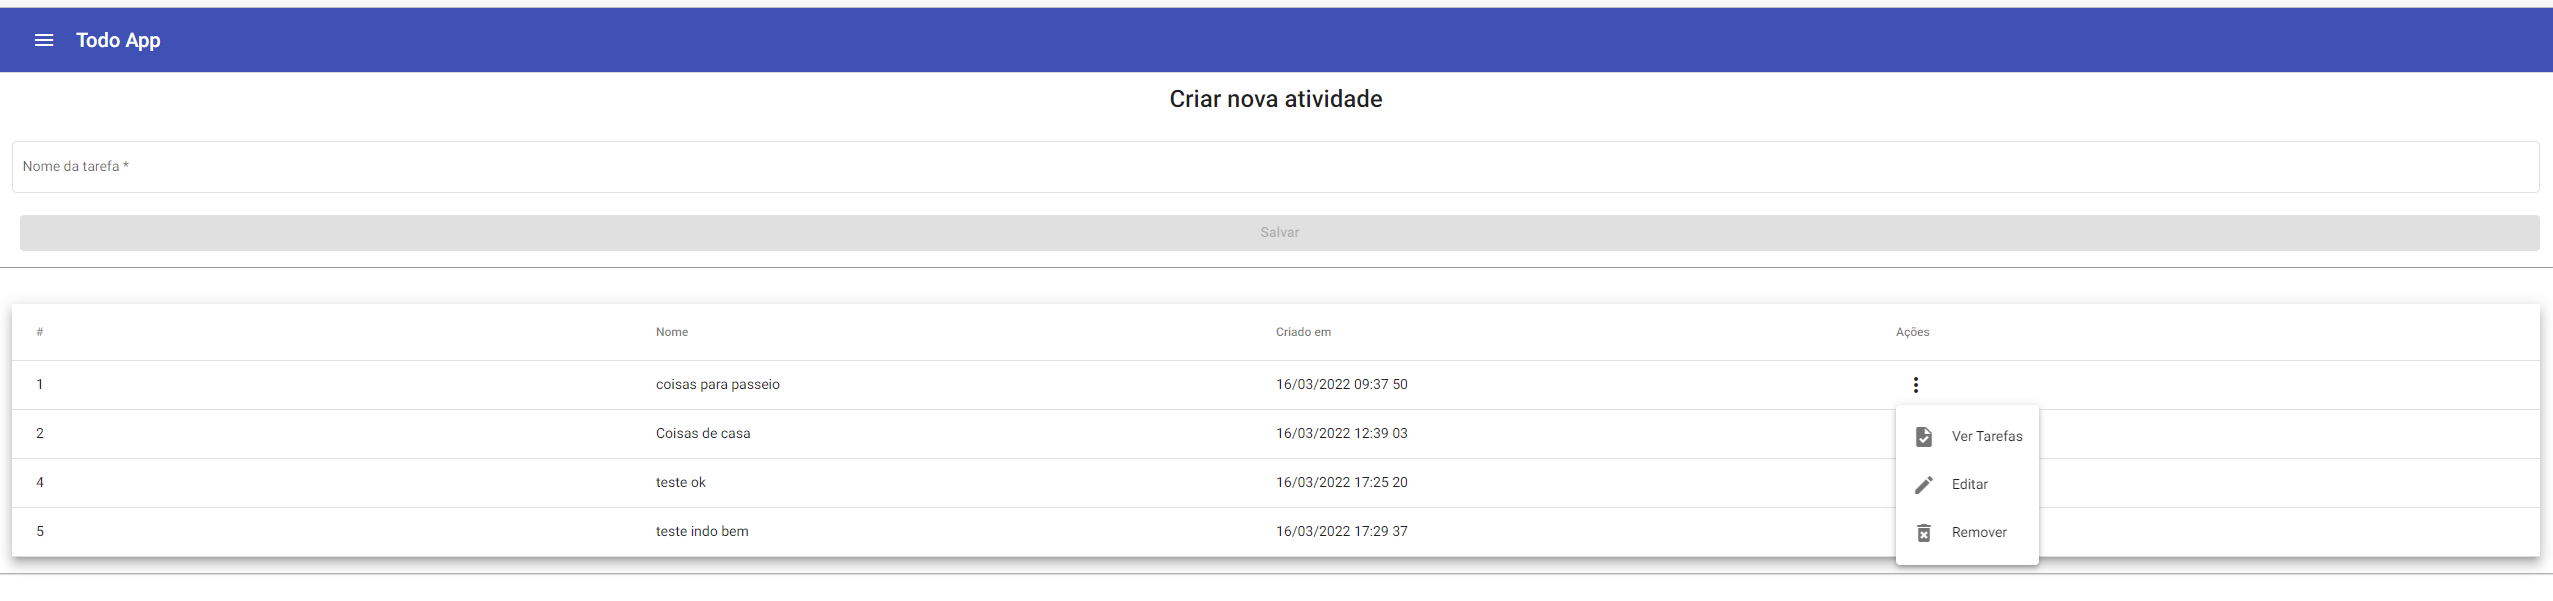 Todo App
Criar nova atividade
Nome da tarefa *
Salvar
# Nome Criado em Ações
1 coisas para passeio 16/03/2022 09:37 50
2 Coisas de casa 16/03/2022 12:39 03
4 teste ok 16/03/2022 17:25 20
5 teste indo bem 16/03/2022 17:29 37
Ver Tarefas
Editar
Remover